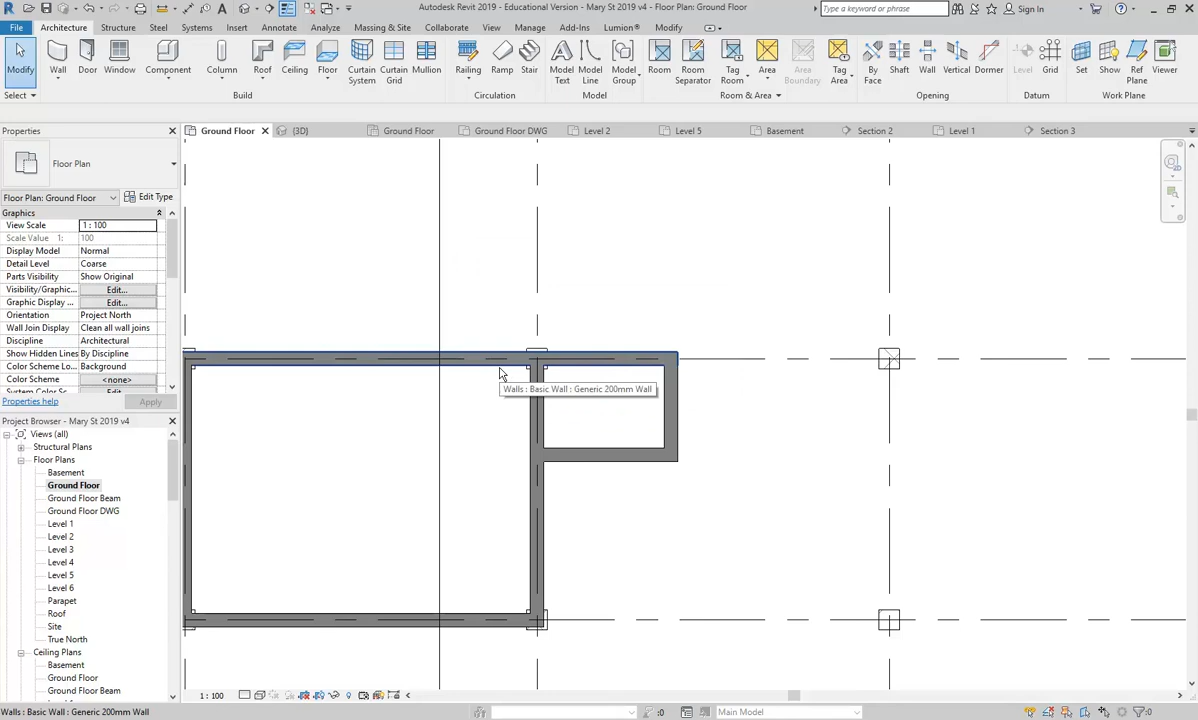 Autodesk Revit 2019 - Educational Version - Mary St 2019 v4 - Floor Plan: Ground Floor
Type a keyword or phrase
Sign In
File Architecture Structure Steel Systems Insert Annotate Analyze Massing & Site Collaborate View Manage Add-Ins Lumion® Modify
Modify Wall Door Window Component Column Roof Ceiling Floor Curtain System Curtain Grid Mullion Railing Ramp Stair Model Text Model Line Model Group Room Room Separator Tag Room Area Area Boundary Tag Area By Face Shaft Wall Vertical Dormer Level Grid Set Show Ref Plane Viewer
Select Build Circulation Model Room & Area Opening Datum Work Plane
Properties
Ground Floor (3D) Ground Floor Ground Floor DWG Level 2 Level 5 Basement Section 2 Level 1 Section 3
Floor Plan
Floor Plan: Ground Floor Edit Type
Graphics
View Scale 1 : 100
Scale Value 1: 100
Display Model Normal
Detail Level Coarse
Parts Visibility Show Original
Visibility/Graphic... Edit...
Graphic Display ... Edit...
Orientation Project North
Wall Join Display Clean all wall joins
Discipline Architectural
Show Hidden Lines By Discipline
Color Scheme Lo... Background
Color Scheme <none>
Properties help Apply
Walls : Basic Wall : Generic 200mm Wall
Project Browser - Mary St 2019 v4
Views (all)
Structural Plans
Floor Plans
Basement
Ground Floor
Ground Floor Beam
Ground Floor DWG
Level 1
Level 2
Level 3
Level 4
Level 5
Level 6
Parapet
Roof
Site
True North
Ceiling Plans
Basement
Ground Floor
Ground Floor Beam
1 : 100
Walls : Basic Wall : Generic 200mm Wall
:0
Main Model
:0